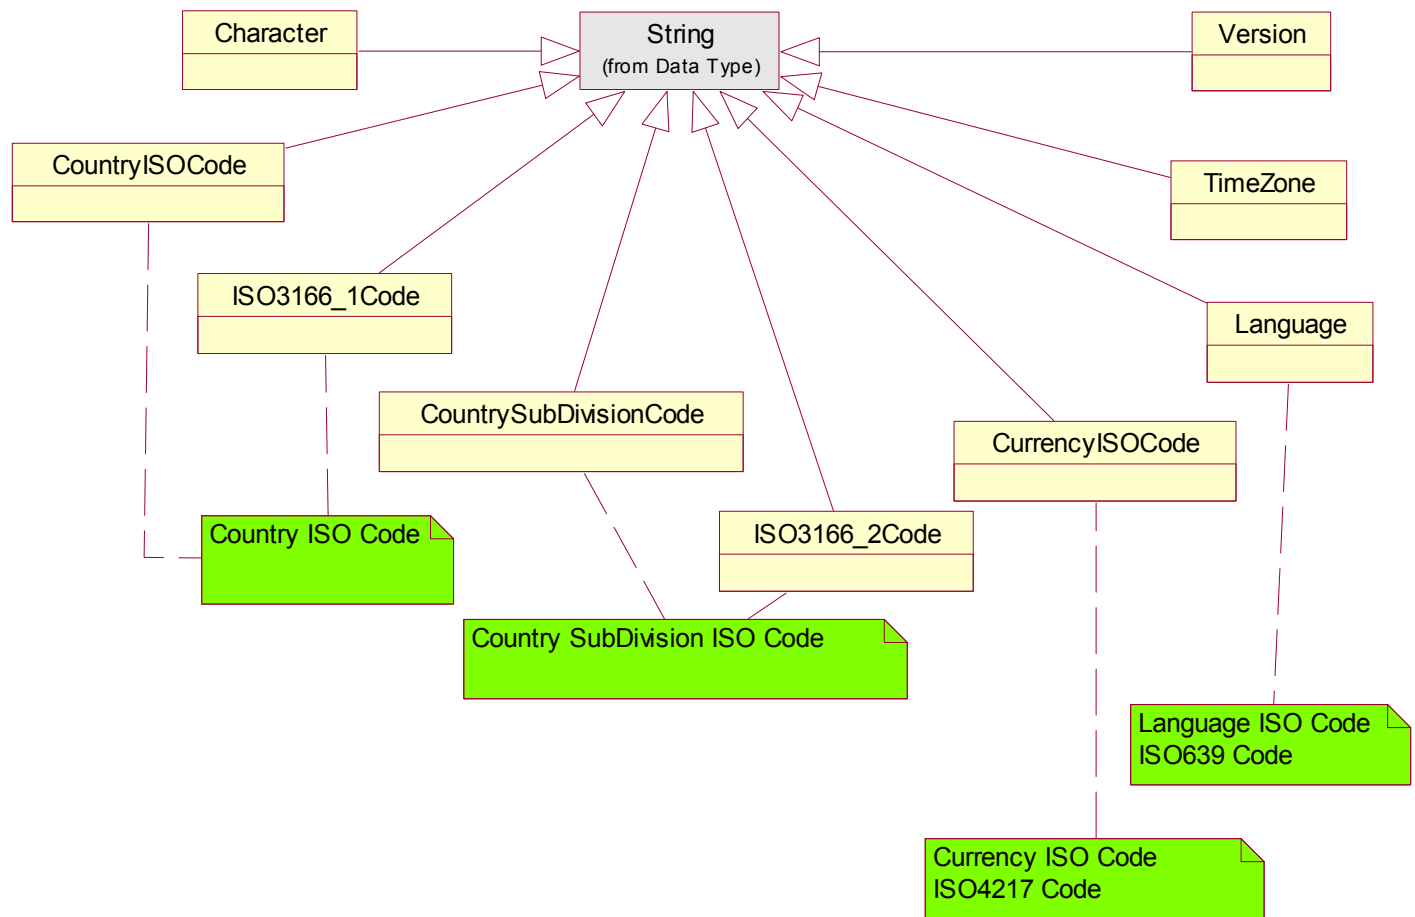 Character
String
(from Data Type)
Version
CountryISOCode
TimeZone
ISO3166_1Code
Language
CountrySubDivisionCode
CurrencyISOCode
ISO3166_2Code
Country ISO Code
Country SubDivision ISO Code
Language ISO Code
ISO639 Code
Currency ISO Code
ISO4217 Code